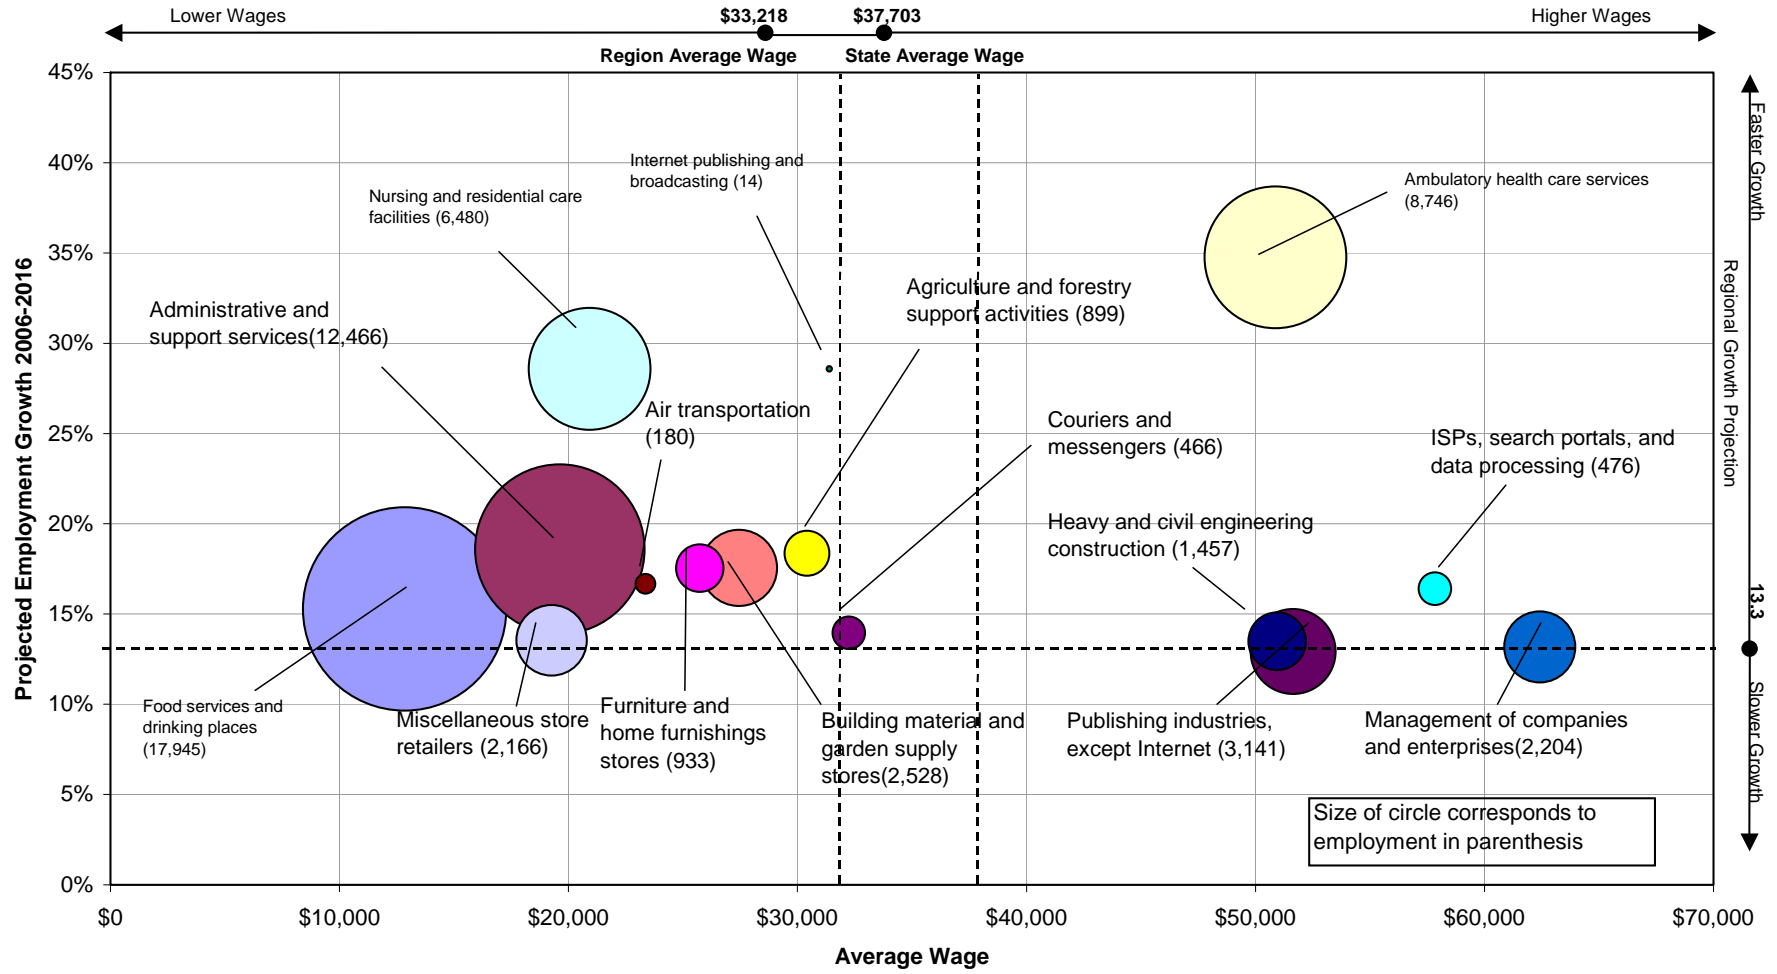 Lower Wages
$33,218
$37,703
Higher Wages
Region Average Wage
State Average Wage
45%
40%
35%
30%
25%
20%
15%
10%
5%
0%
Projected Employment Growth 2006-2016
Internet publishing and
broadcasting (14)
Nursing and residential care
facilities (6,480)
Ambulatory health care services
(8,746)
Administrative and
support services(12,466)
Agriculture and forestry
support activities (899)
Air transportation
(180)
Couriers and
messengers (466)
ISPs, search portals, and
data processing (476)
Heavy and civil engineering
construction (1,457)
Food services and
drinking places
(17,945)
Miscellaneous store
retailers (2,166)
Furniture and
home furnishings
stores (933)
Building material and
garden supply
stores(2,528)
Publishing industries,
except Internet (3,141)
Management of companies
and enterprises(2,204)
Size of circle corresponds to
employment in parenthesis
Faster Growth
Regional Growth Projection
13.3
Slower Growth
$0
$10,000
$20,000
$30,000
$40,000
$50,000
$60,000
$70,000
Average Wage